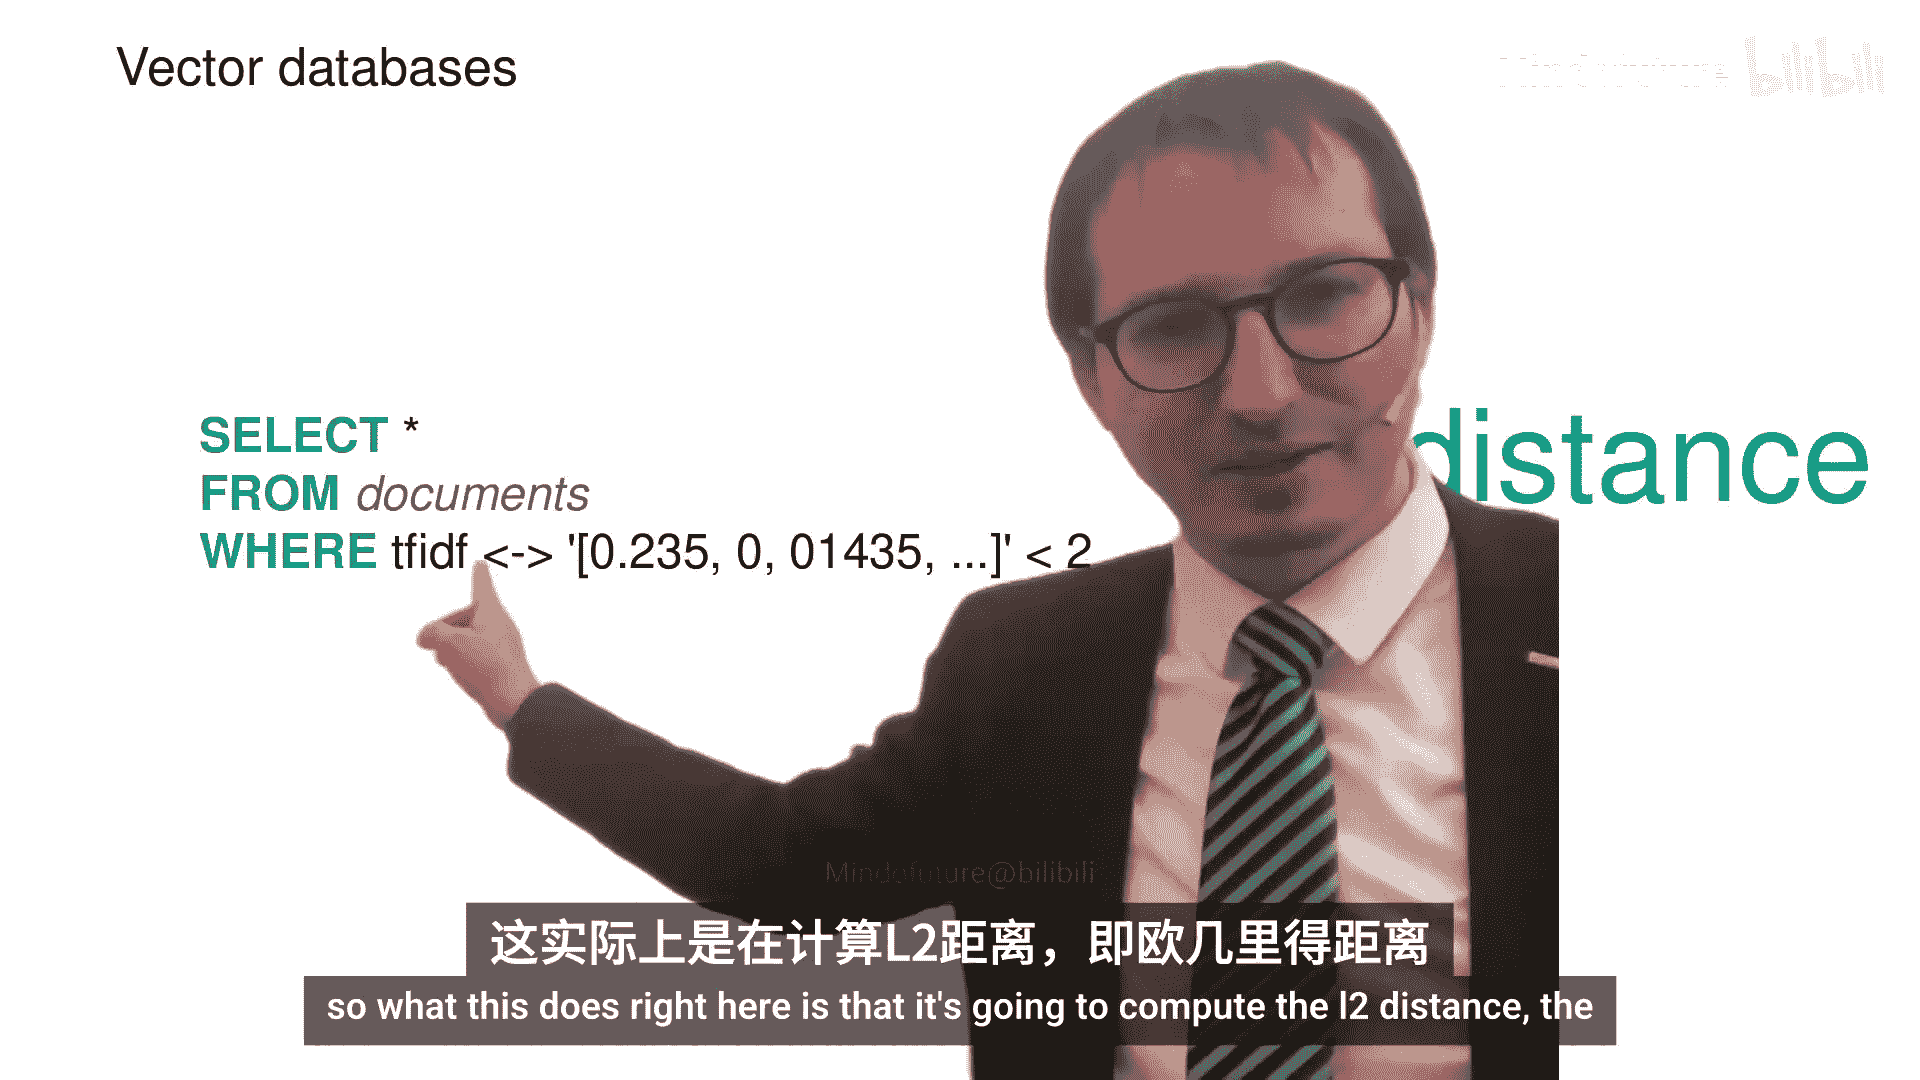 Vector databases
bilibili
SELECT *
FROM documents
WHERE tfidf <-> '[0.235, 0, 01435, ...]' < 2
distance
Mindofuture@bilibili
这实际上是在计算L2距离，即欧几里得距离
so what this does right here is that it's going to compute the l2 distance, the